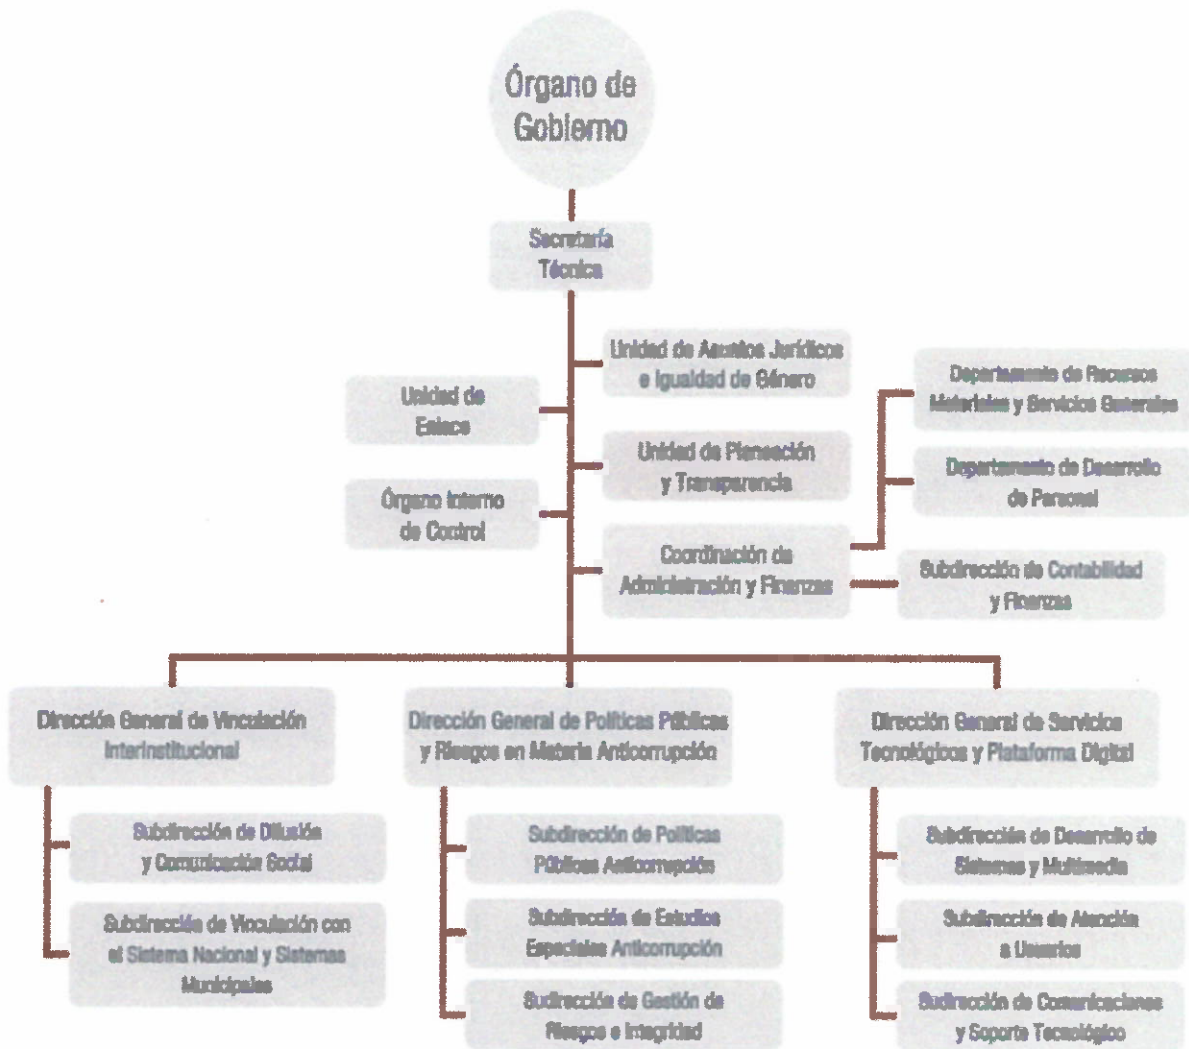 Órgano de
Gobierno
Secretaría
Técnica
Unidad de Asuntos Jurídicos
e Igualdad de Género
Unidad de
Enlace
Unidad de Planeación
y Transparencia
Órgano Interno
de Control
Coordinación de
Administración y Finanzas
Departamento de Recursos
Materiales y Servicios Generales
Departamento de Desarrollo
de Personal
Subdirección de Contabilidad
y Finanzas
Dirección General de Vinculación
Interinstitucional
Subdirección de Difusión
y Comunicación Social
Subdirección de Vinculación con
el Sistema Nacional y Sistemas
Municipales
Dirección General de Políticas Públicas
y Riesgos en Materia Anticorrupción
Subdirección de Políticas
Públicas Anticorrupción
Subdirección de Estudios
Especiales Anticorrupción
Sudirección de Gestión de
Riesgos e Integridad
Dirección General de Servicios
Tecnológicos y Plataforma Digital
Subdirección de Desarrollo de
Sistemas y Multimedia
Subdirección de Atención
a Usuarios
Sudirección de Comunicaciones
y Soporte Tecnológico